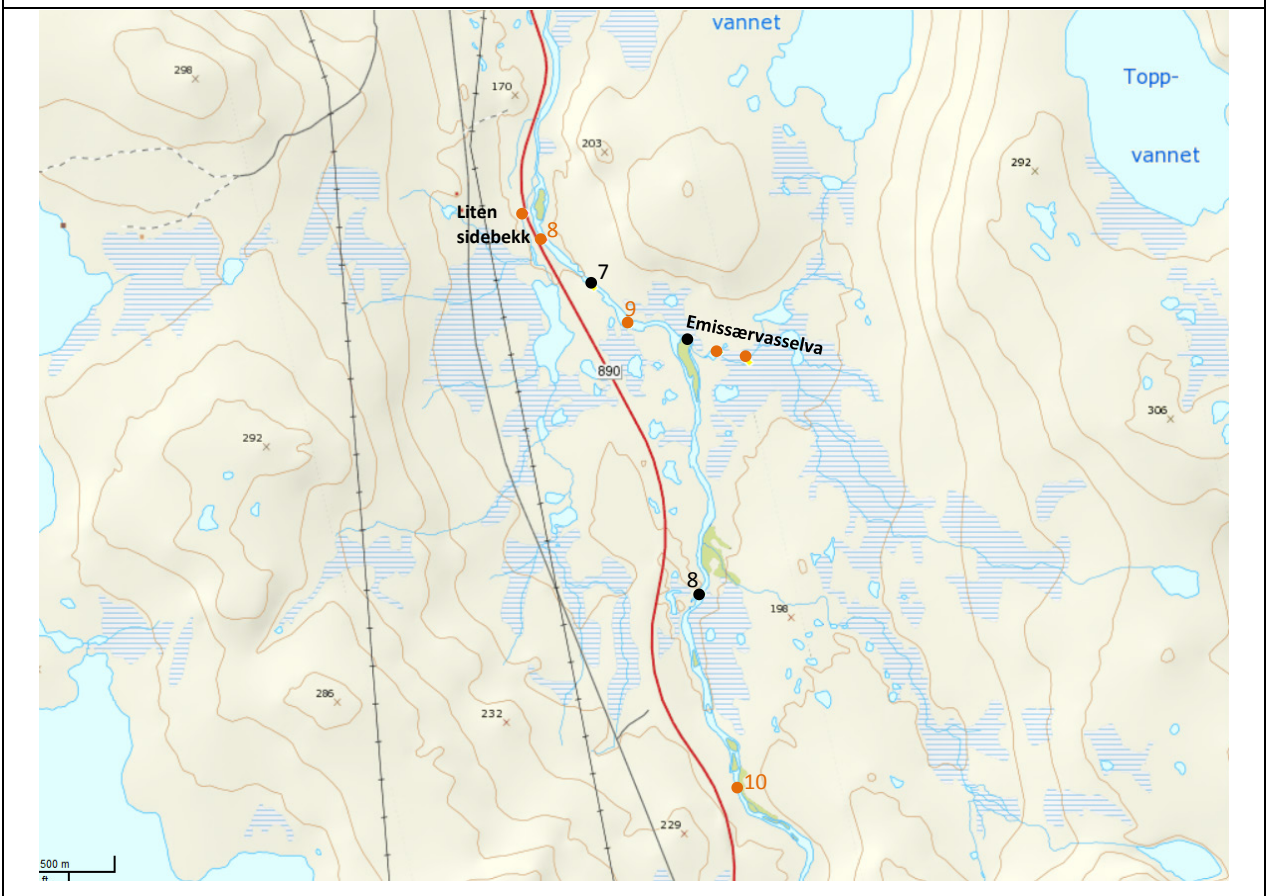 vannet
Topp-
vannet
298
170
203
292
Liten
sidebekk
8
7
9
Emissærvasselva
890
306
292
8
198
286
232
10
229
500 m
ft